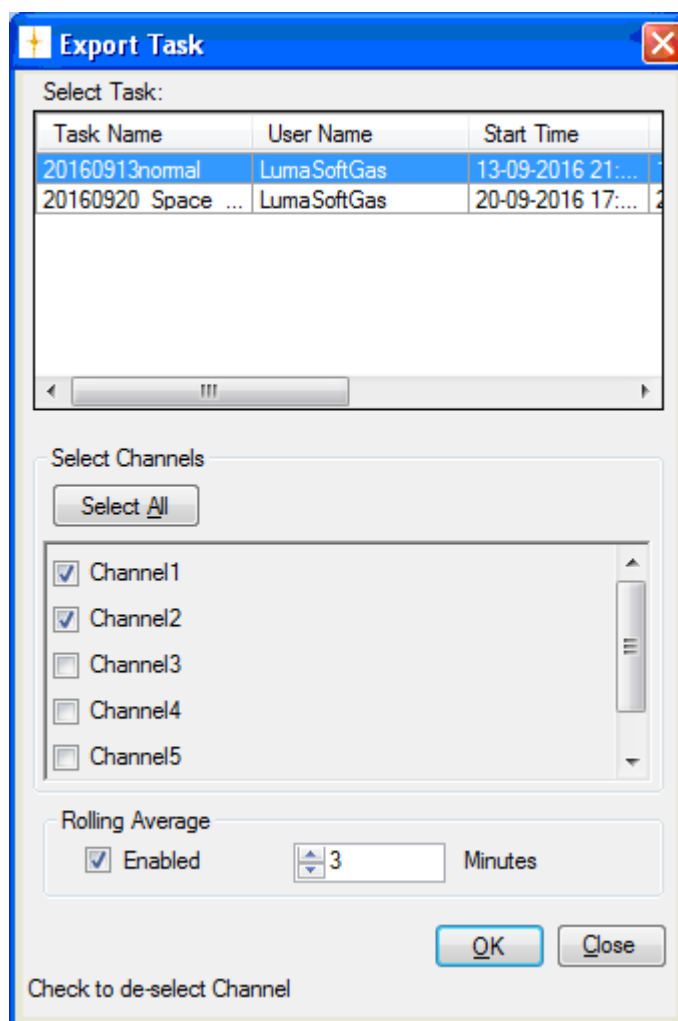 Export Task
Select Task:
Task Name User Name Start Time
20160913normal LumaSoftGas 13-09-2016 21:...
20160920 Space ... LumaSoftGas 20-09-2016 17:... 2
Select Channels
Select All
Channel1
Channel2
Channel3
Channel4
Channel5
Rolling Average
Enabled 3 Minutes
OK Close
Check to de-select Channel